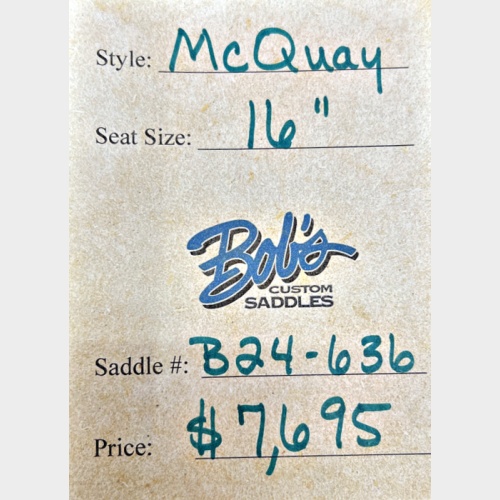 Style: McQuay
Seat Size: 16"
Bob's
CUSTOM
SADDLES
Saddle #: B24-636
Price: $7,695